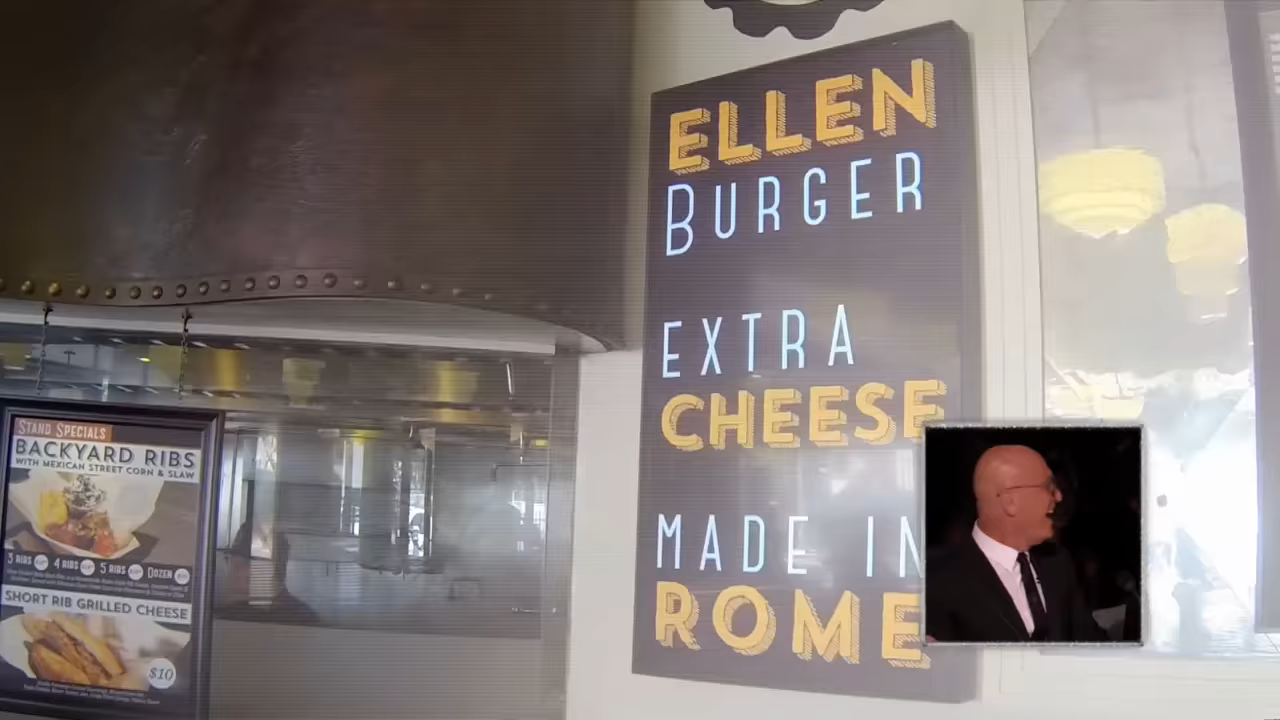 ELLEN
BURGER
EXTRA
CHEESE
MADE IN
ROME
STAND SPECIALS
BACKYARD RIBS
WITH MEXICAN STREET CORN & SLAW
3 RIBS
4 RIBS
5 RIBS
DOZEN
SHORT RIB GRILLED CHEESE
$10